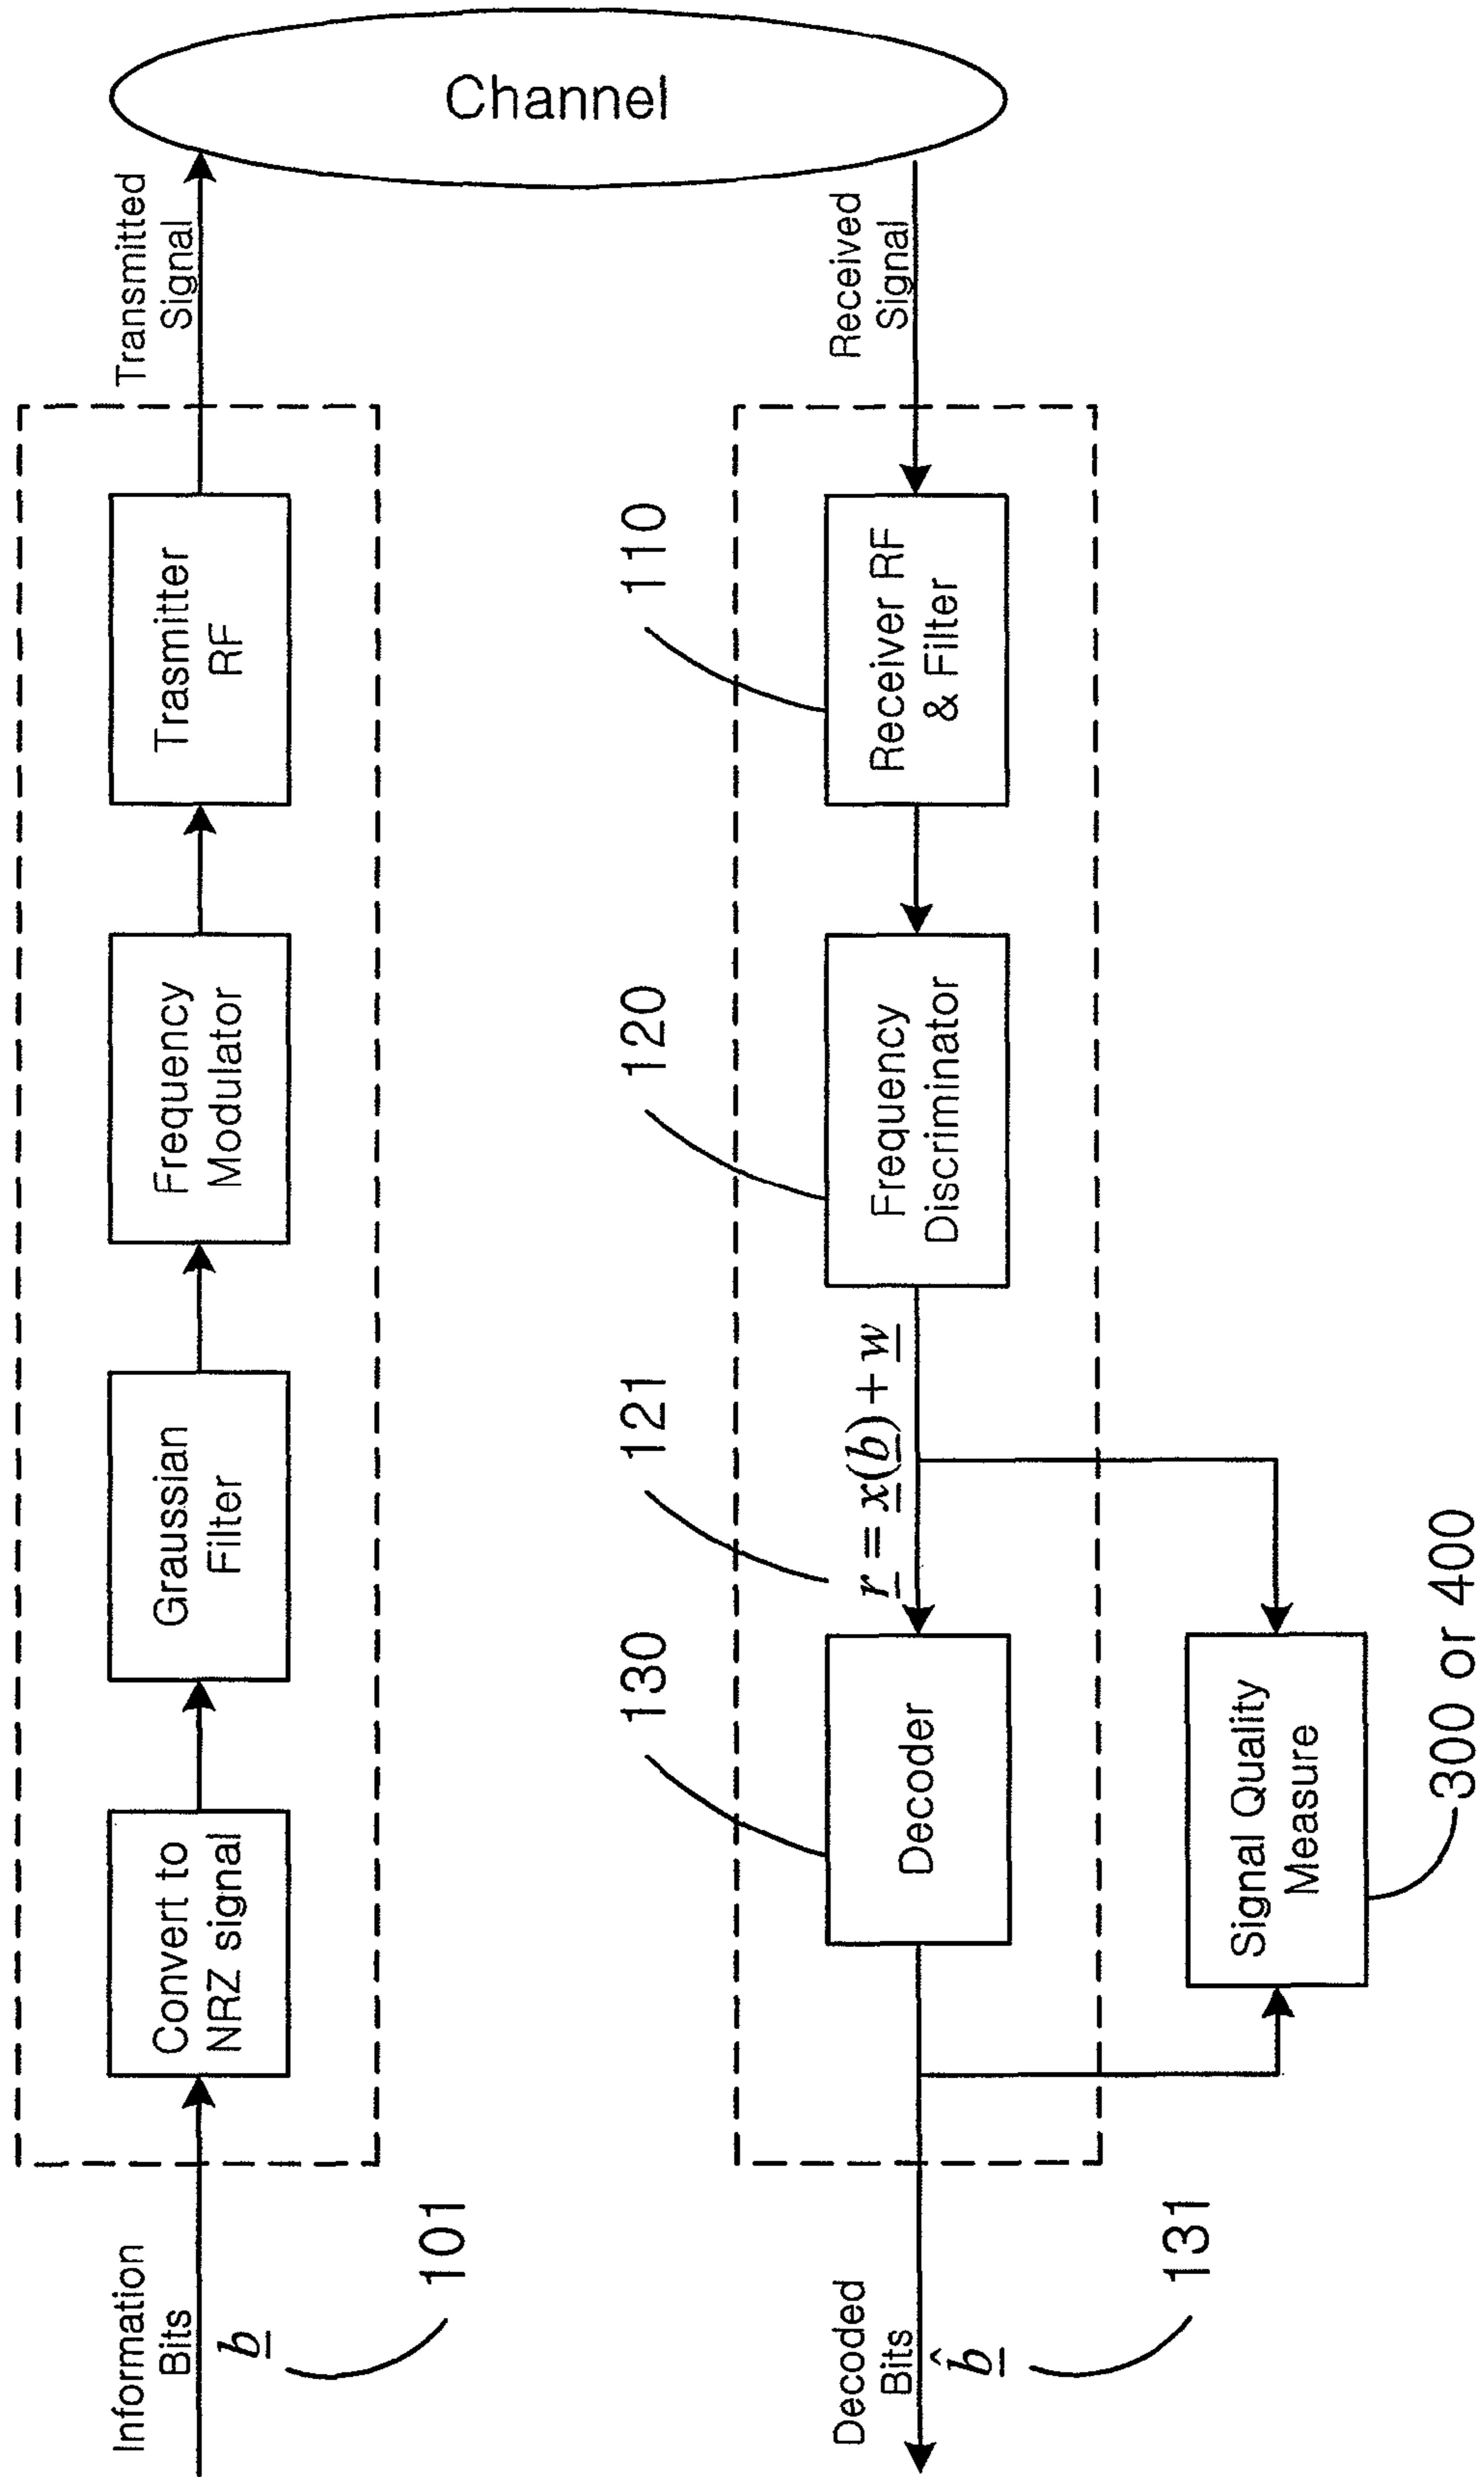 Information
Bits
b
101
Convert to
NRZ signal
Graussian
Filter
Frequency
Modulator
Trasmitter
RF
Transmitted
Signal
Channel
Received
Signal
110
Receiver RF
& Filter
120
Frequency
Discriminator
121
r = x(b) + w
130
Decoder
Decoded
Bits
b̂
131
Signal Quality
Measure
300 or 400